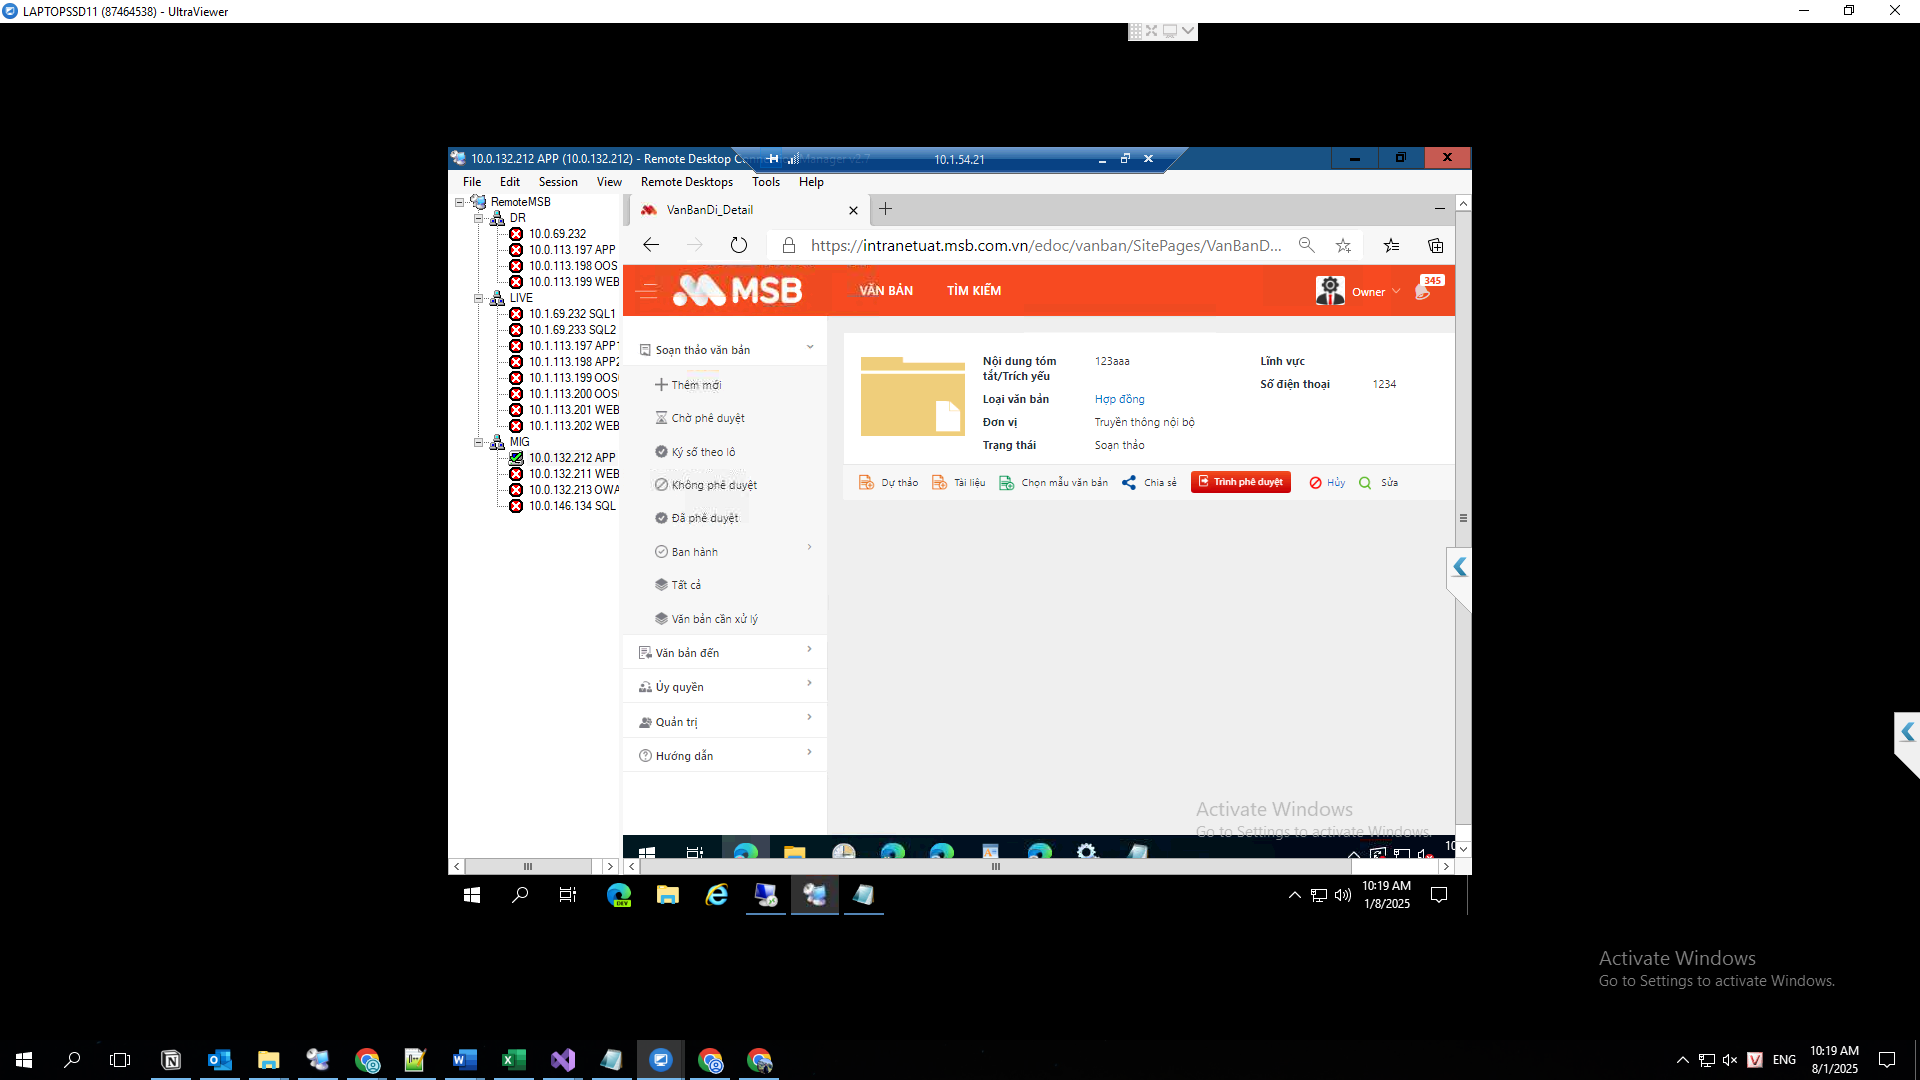 LAPTOPSSD11 (87464538) - UltraViewer
10.0.132.212 APP (10.0.132.212) - Remote Desktop Connection Manager v2.7
10.1.54.21
File Edit Session View Remote Desktops Tools Help
RemoteMSB
DR
10.0.69.232
10.0.113.197 APP
10.0.113.198 OOS
10.0.113.199 WEB
LIVE
10.1.69.232 SQL1
10.1.69.233 SQL2
10.1.113.197 APP1
10.1.113.198 APP2
10.1.113.199 OOS
10.1.113.200 OOS
10.1.113.201 WEB
10.1.113.202 WEB
MIG
10.0.132.212 APP
10.0.132.211 WEB
10.0.132.213 OWA
10.0.146.134 SQL
VanBanDi_Detail
https://intranetuat.msb.com.vn/edoc/vanban/SitePages/VanBanD...
MSB
VĂN BẢN TÌM KIẾM
Owner
345
Soạn thảo văn bản
Thêm mới
Chờ phê duyệt
Ký số theo lô
Không phê duyệt
Đã phê duyệt
Ban hành
Tất cả
Văn bản cần xử lý
Văn bản đến
Ủy quyền
Quản trị
Hướng dẫn
Nội dung tóm tắt/Trích yếu 123aaa
Loại văn bản Hợp đồng
Đơn vị Truyền thông nội bộ
Trạng thái Soạn thảo
Lĩnh vực
Số điện thoại 1234
Dự thảo Tài liệu Chọn mẫu văn bản Chia sẻ Trình phê duyệt Hủy Sửa
Activate Windows
Go to Settings to activate Windows.
10
10:19 AM
1/8/2025
Activate Windows
Go to Settings to activate Windows.
ENG
10:19 AM
8/1/2025